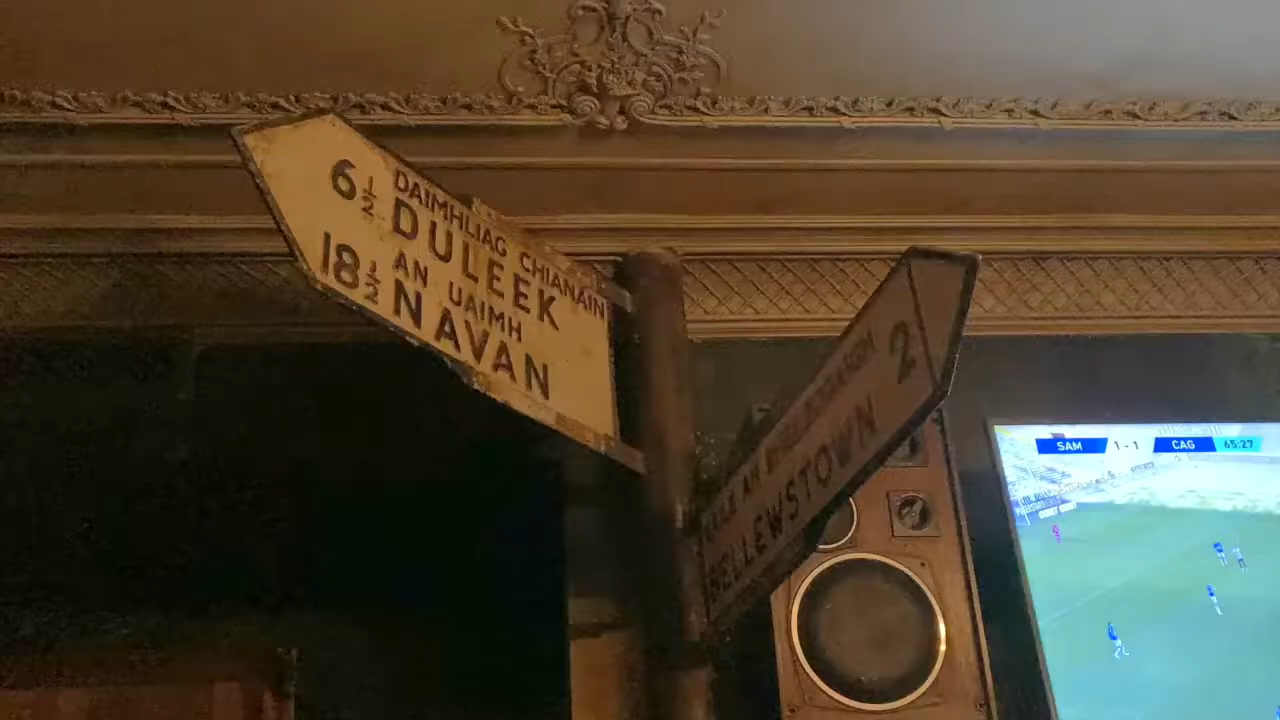 6½ DAIMHLIAG CHIANAIN
DULEEK
18½ AN UAIMH
NAVAN
2
BELLEWSTOWN
SAM 1 - 1 CAG 65:27